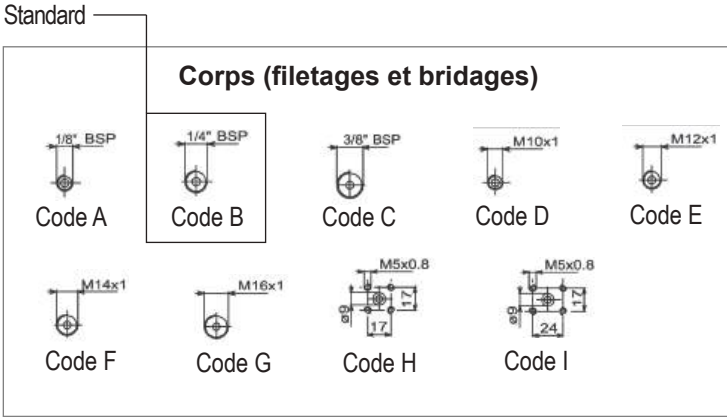 Standard
Corps (filetages et bridages)
1/8" BSP
1/4" BSP
3/8" BSP
M10x1
M12x1
Code A
Code B
Code C
Code D
Code E
M14x1
M16x1
M5x0.8
M5x0.8
ø9
17
17
ø9
17
24
Code F
Code G
Code H
Code I